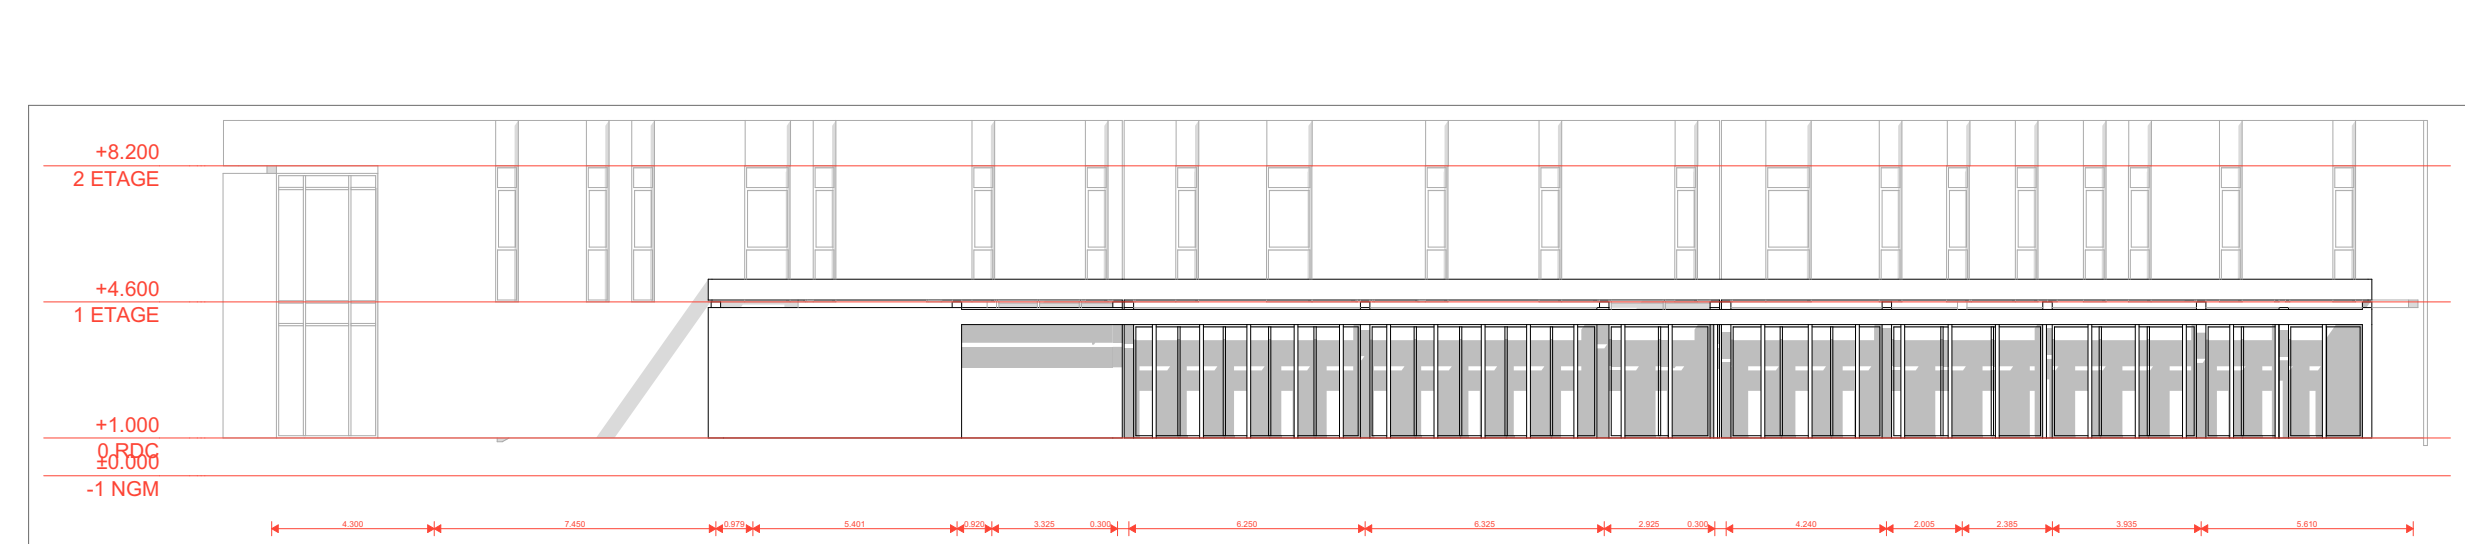 +8.200
2 ETAGE
+4.600
1 ETAGE
+1.000
0 RDC
±0.000
-1 NGM
4.300 7.450 0.979 5.401 0.920 3.325 0.300 6.250 6.325 2.925 0.300 4.240 2.005 2.385 3.935 5.610